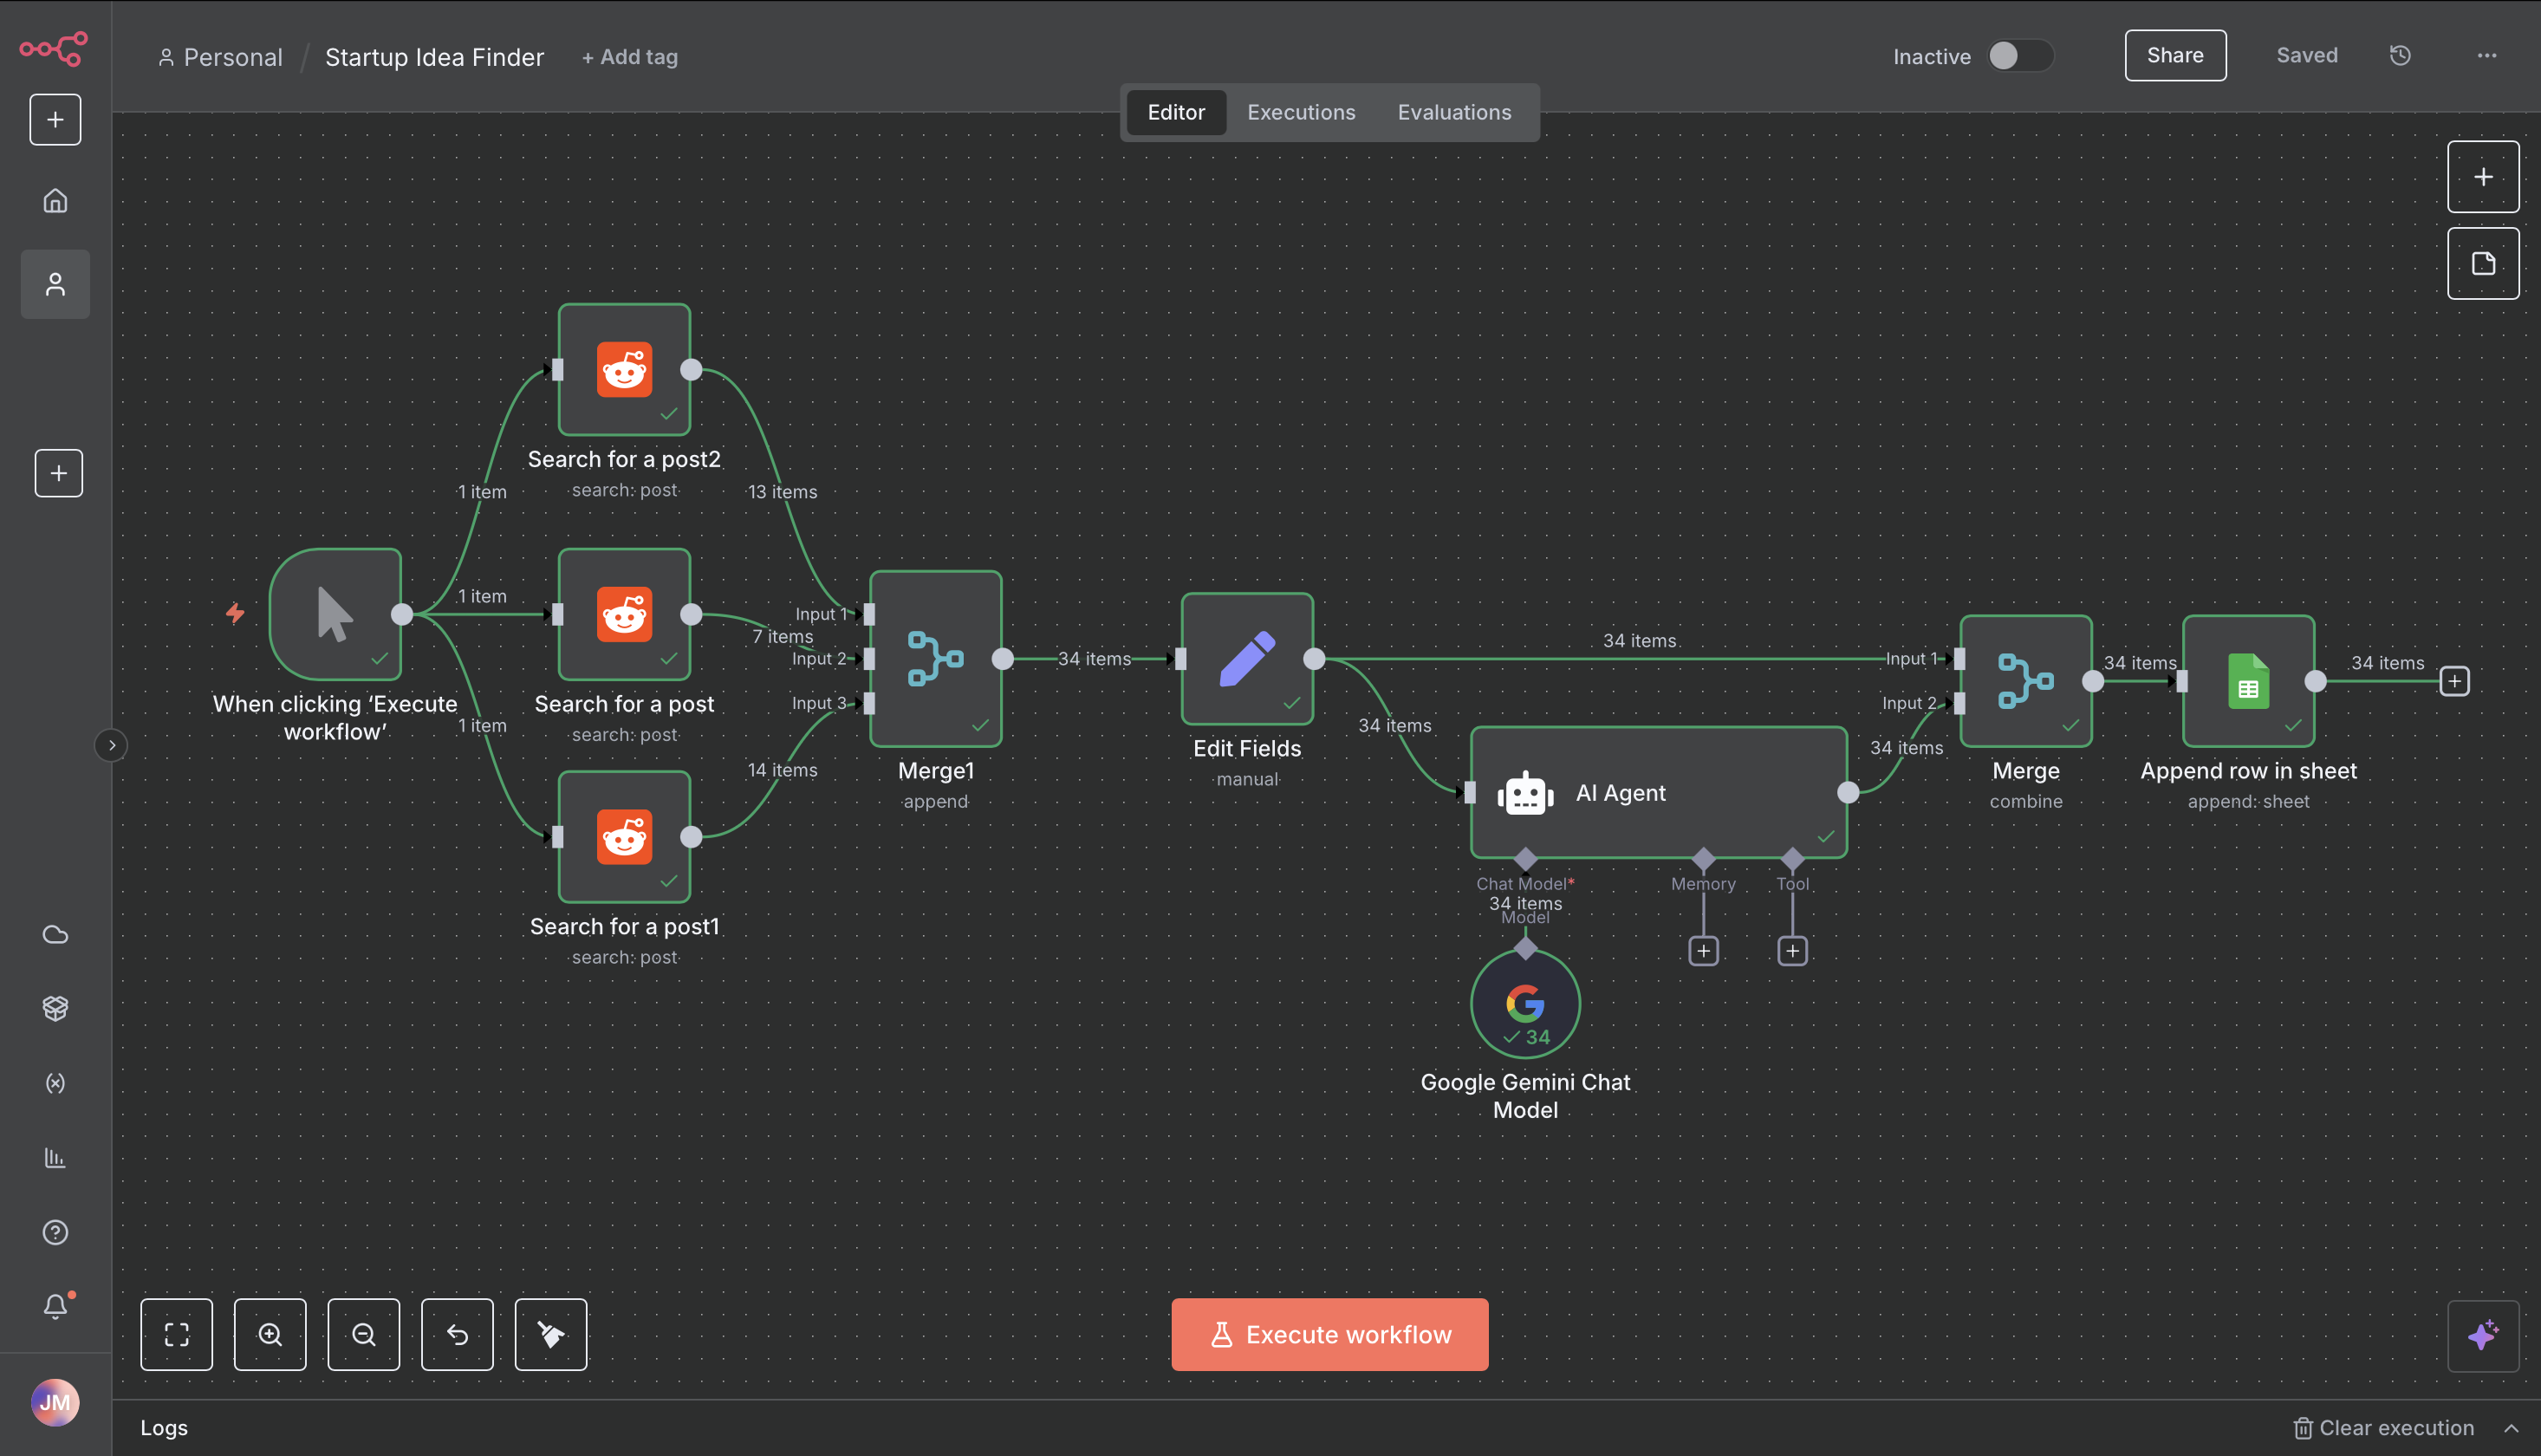 Personal / Startup Idea Finder + Add tag
Inactive Share Saved
Editor Executions Evaluations
Search for a post2
search: post
1 item
13 items
When clicking ‘Execute
workflow’
1 item
Search for a post
search: post
7 items
1 item
Search for a post1
search: post
14 items
Input 1
Input 2
Input 3
Merge1
append
34 items
Edit Fields
manual
34 items
34 items
AI Agent
Chat Model*
34 items
Model
Memory
Tool
34
Google Gemini Chat
Model
34 items
Input 1
Input 2
Merge
combine
34 items
Append row in sheet
append: sheet
34 items
Execute workflow
JM
Logs
Clear execution